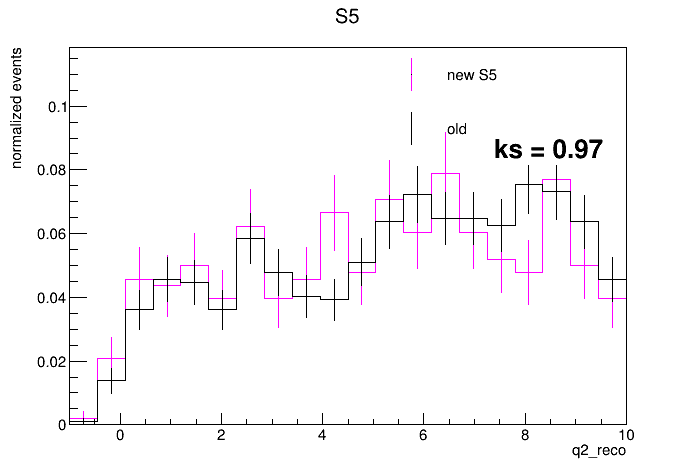 S5
normalized events
new S5
old
ks = 0.97
0.1
0.08
0.06
0.04
0.02
0
0 2 4 6 8 10
q2_reco